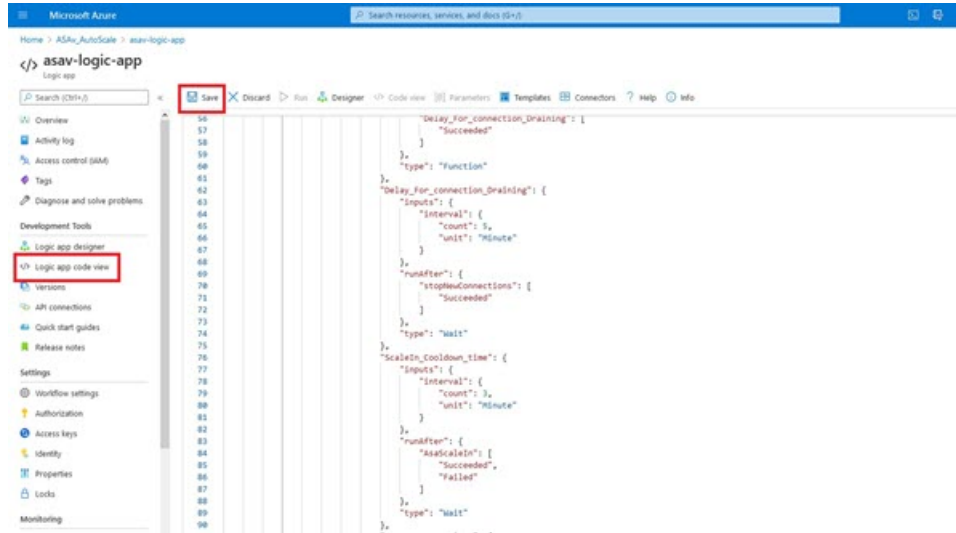 Microsoft Azure
Search resources, services, and docs (G+/)
Home > ASAv_AutoScale > asav-logic-app
</> asav-logic-app
Logic app
Search (Ctrl+/)
«
Save
Discard
Run
Designer
</> Code view
Parameters
Templates
Connectors
? Help
Info
Overview
Activity log
Access control (IAM)
Tags
Diagnose and solve problems
Development Tools
Logic app designer
</> Logic app code view
Versions
API connections
Quick start guides
Release notes
Settings
Workflow settings
Authorization
Access keys
Identity
Properties
Locks
Monitoring
56 "Delay_For_connection_Draining": [
57 "Succeeded"
58 ]
59 },
60 "type": "Function"
61 },
62 "Delay_For_connection_Draining": {
63 "inputs": {
64 "interval": {
65 "count": 5,
66 "unit": "Minute"
67 }
68 },
69 "runAfter": {
70 "stopNewConnections": [
71 "Succeeded"
72 ]
73 },
74 "type": "Wait"
75 },
76 "ScaleIn_Cooldown_time": {
77 "inputs": {
78 "interval": {
79 "count": 3,
80 "unit": "Minute"
81 }
82 },
83 "runAfter": {
84 "AsaScaleIn": [
85 "Succeeded",
86 "Failed"
87 ]
88 },
89 "type": "Wait"
90 },